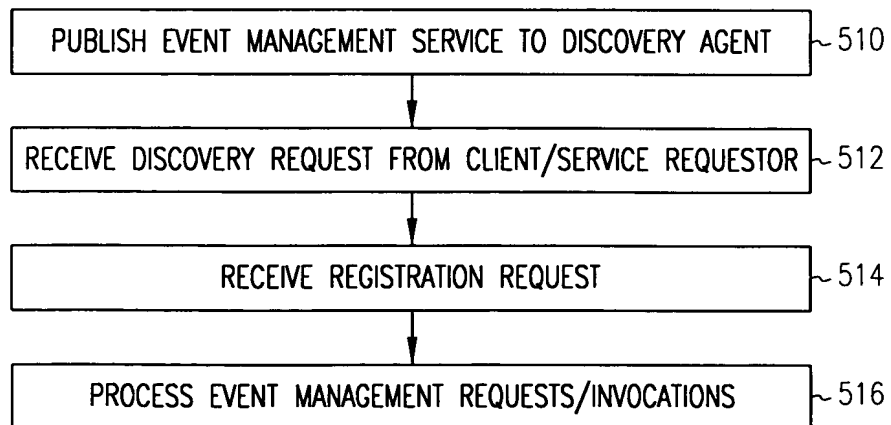 PUBLISH EVENT MANAGEMENT SERVICE TO DISCOVERY AGENT 510
RECEIVE DISCOVERY REQUEST FROM CLIENT/SERVICE REQUESTOR 512
RECEIVE REGISTRATION REQUEST 514
PROCESS EVENT MANAGEMENT REQUESTS/INVOCATIONS 516